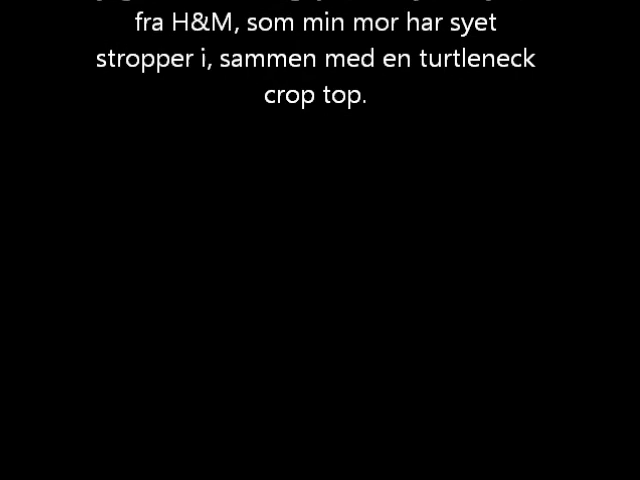 fra H&M, som min mor har syet
stropper i, sammen med en turtleneck
crop top.